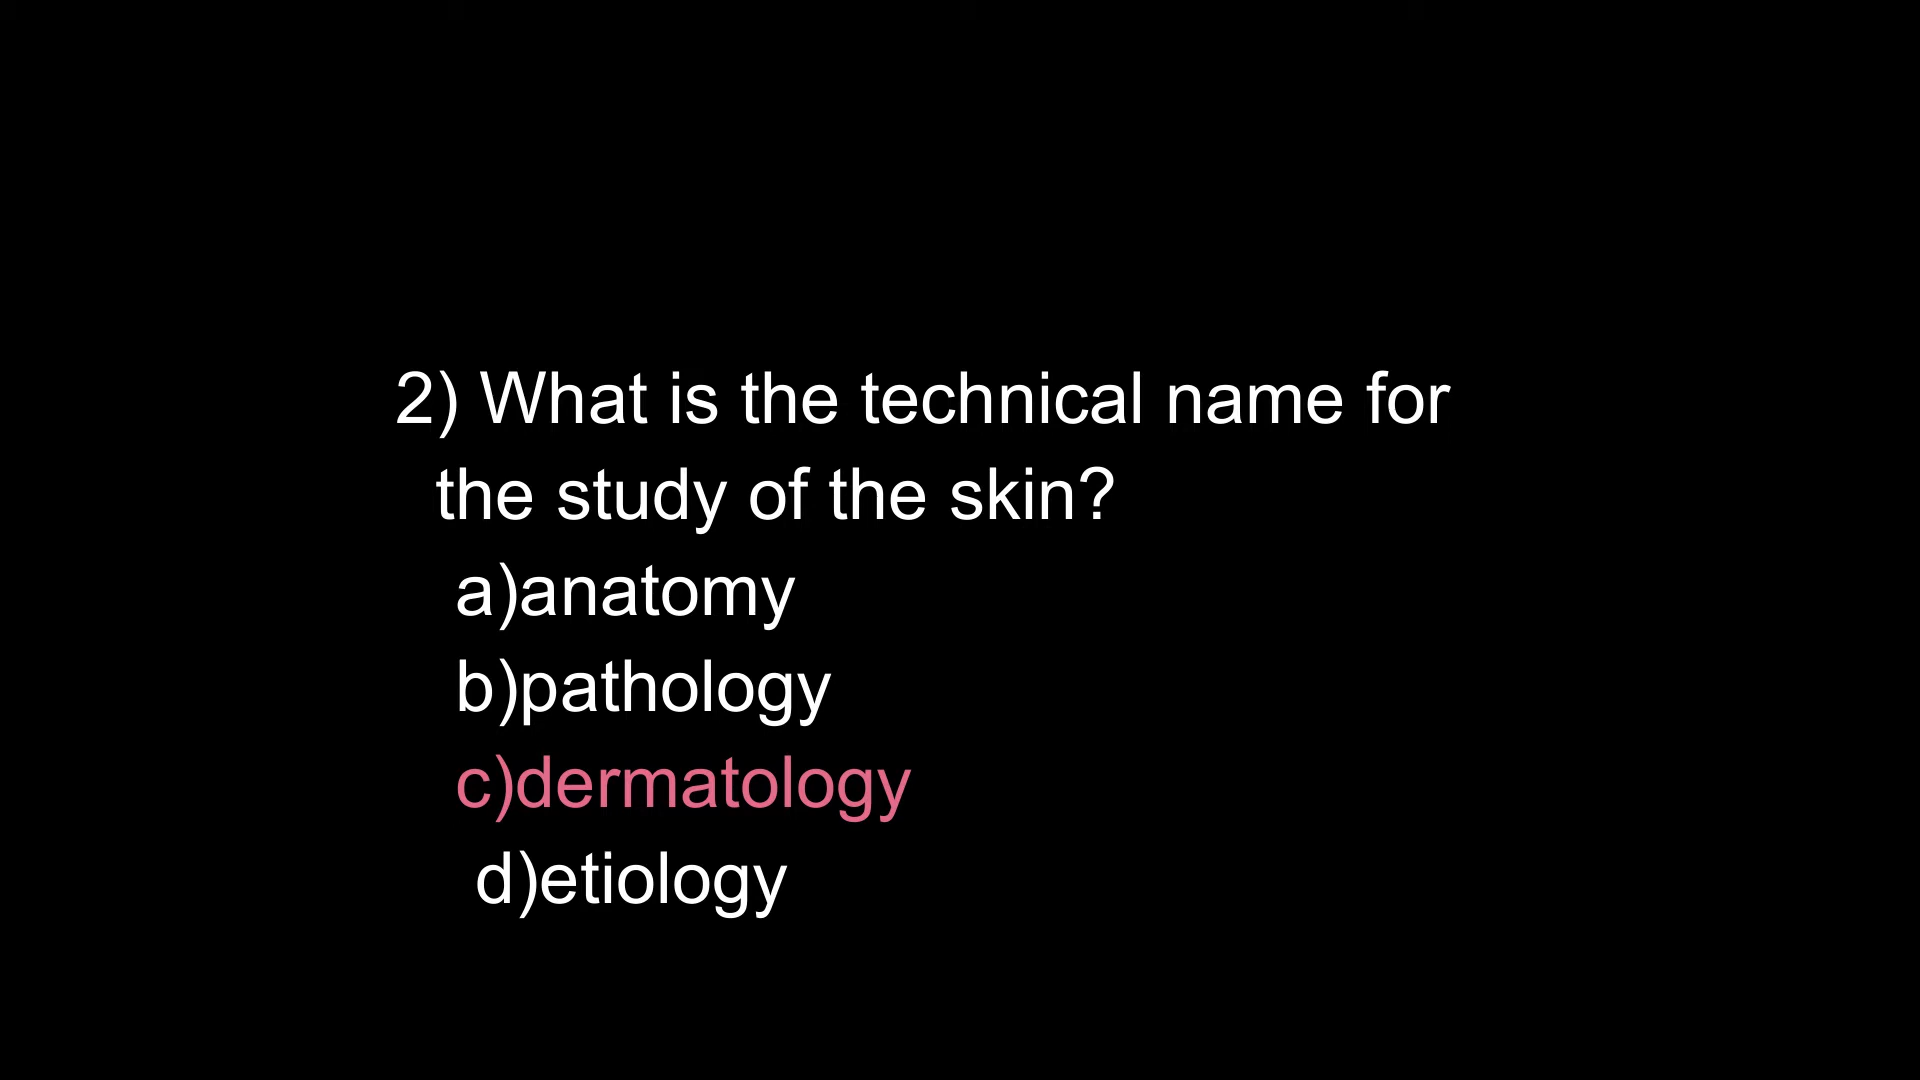 2) What is the technical name for
the study of the skin?
a)anatomy
b)pathology
c)dermatology
d)etiology